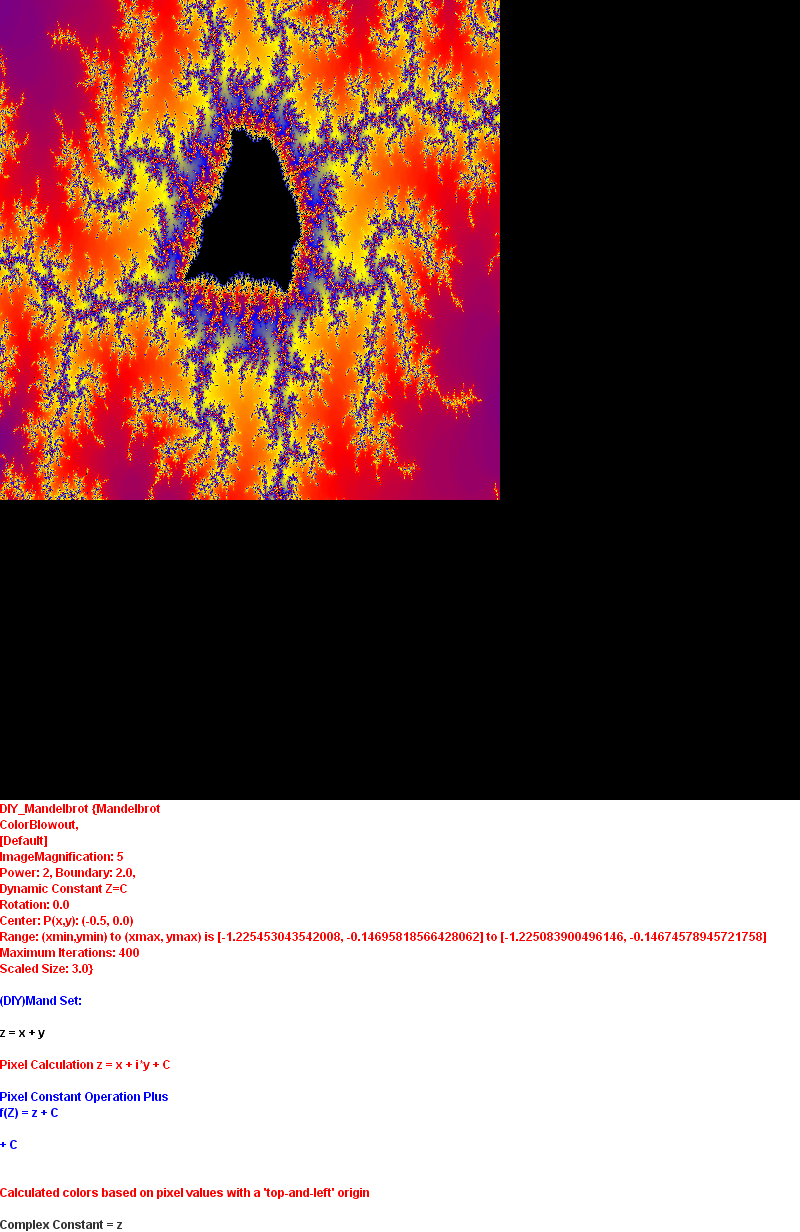 DIY_Mandelbrot {Mandelbrot
ColorBlowout,
[Default]
ImageMagnification: 5
Power: 2, Boundary: 2.0,
Dynamic Constant Z=C
Rotation: 0.0
Center: P(x,y): (-0.5, 0.0)
Range: (xmin,ymin) to (xmax, ymax) is [-1.225453043542008, -0.14695818566428062] to [-1.225083900496146, -0.14674578945721758]
Maximum Iterations: 400
Scaled Size: 3.0}
(DIY)Mand Set:
z = x + y
Pixel Calculation z = x + i*y + C
Pixel Constant Operation Plus
f(Z) = z + C
+ C
Calculated colors based on pixel values with a 'top-and-left' origin
Complex Constant = z